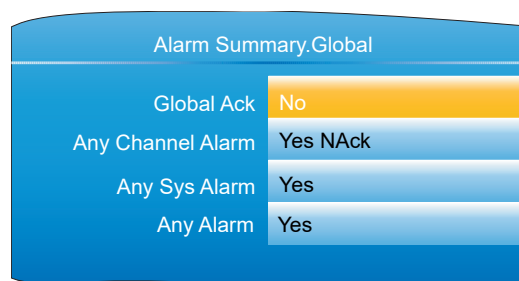 Alarm Summary.Global
Global Ack No
Any Channel Alarm Yes NAck
Any Sys Alarm Yes
Any Alarm Yes